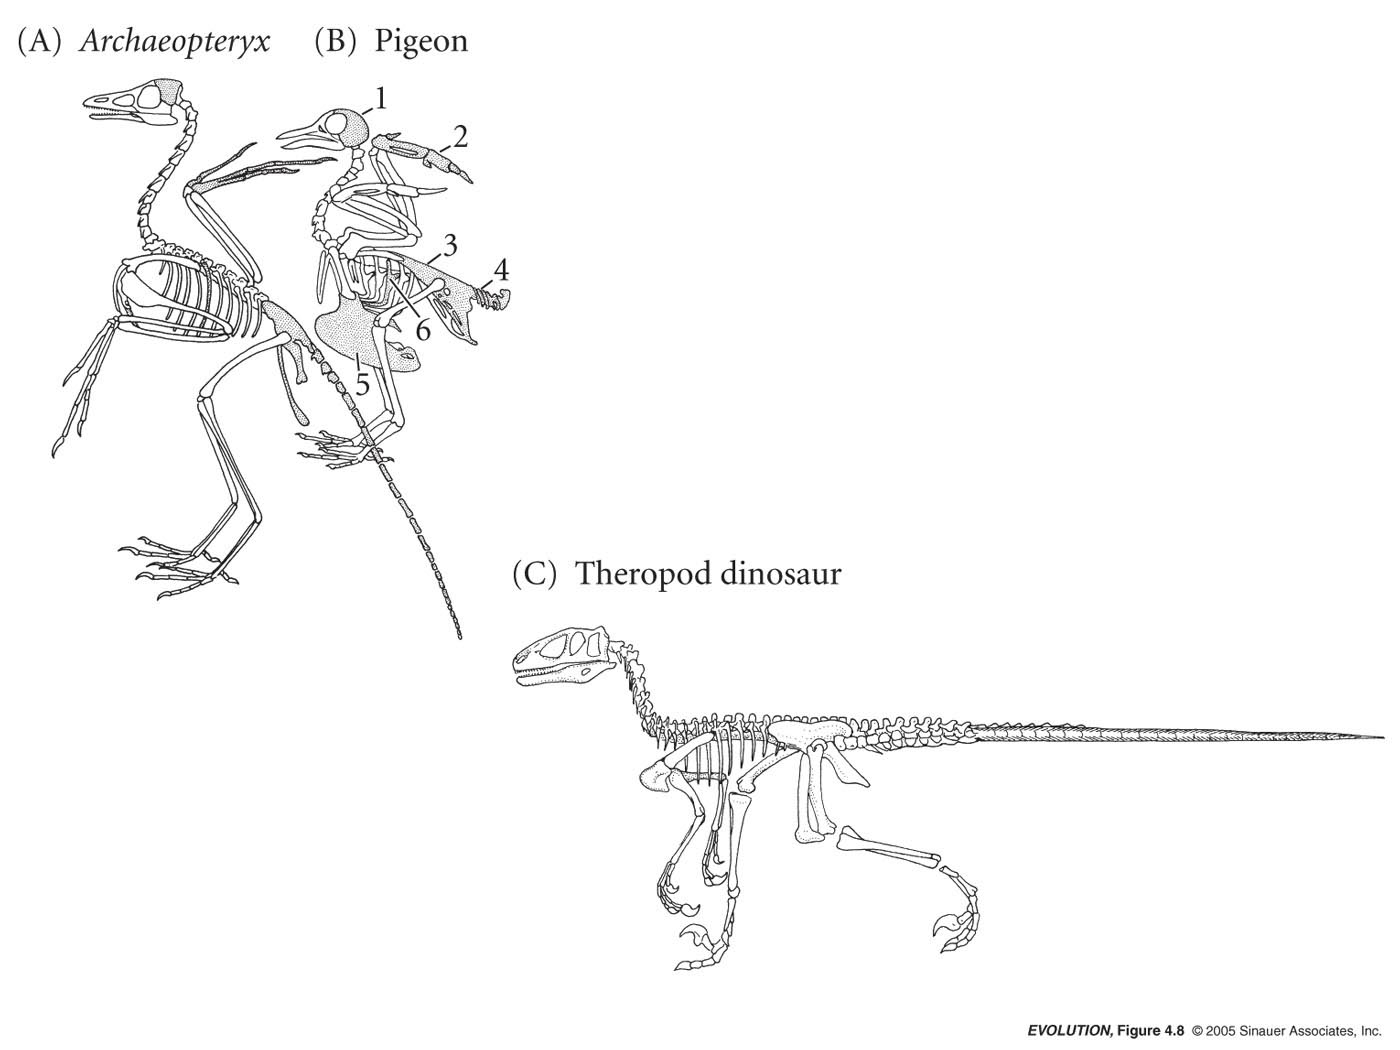 (A) Archaeopteryx
(B) Pigeon
1
2
3
4
6
5
(C) Theropod dinosaur
EVOLUTION, Figure 4.8 © 2005 Sinauer Associates, Inc.